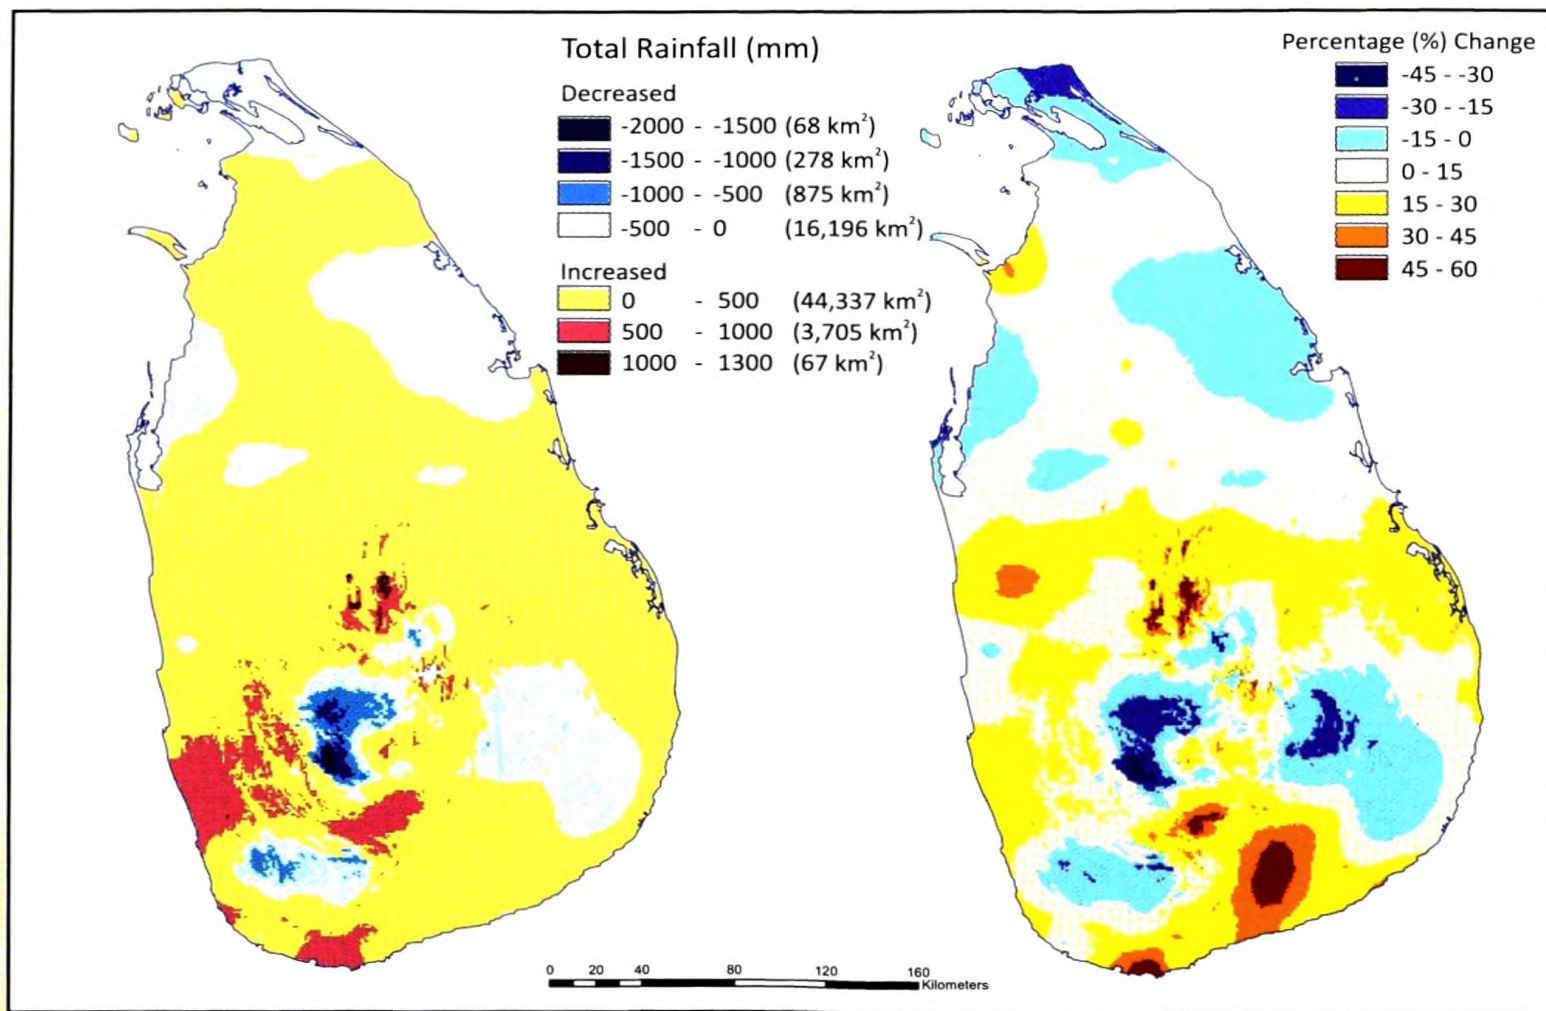 Total Rainfall (mm)
Decreased
-2000 - -1500 (68 km²)
-1500 - -1000 (278 km²)
-1000 - -500 (875 km²)
-500 - 0 (16,196 km²)
Increased
0 - 500 (44,337 km²)
500 - 1000 (3,705 km²)
1000 - 1300 (67 km²)
Percentage (%) Change
-45 - -30
-30 - -15
-15 - 0
0 - 15
15 - 30
30 - 45
45 - 60
0 20 40 80 120 160
Kilometers